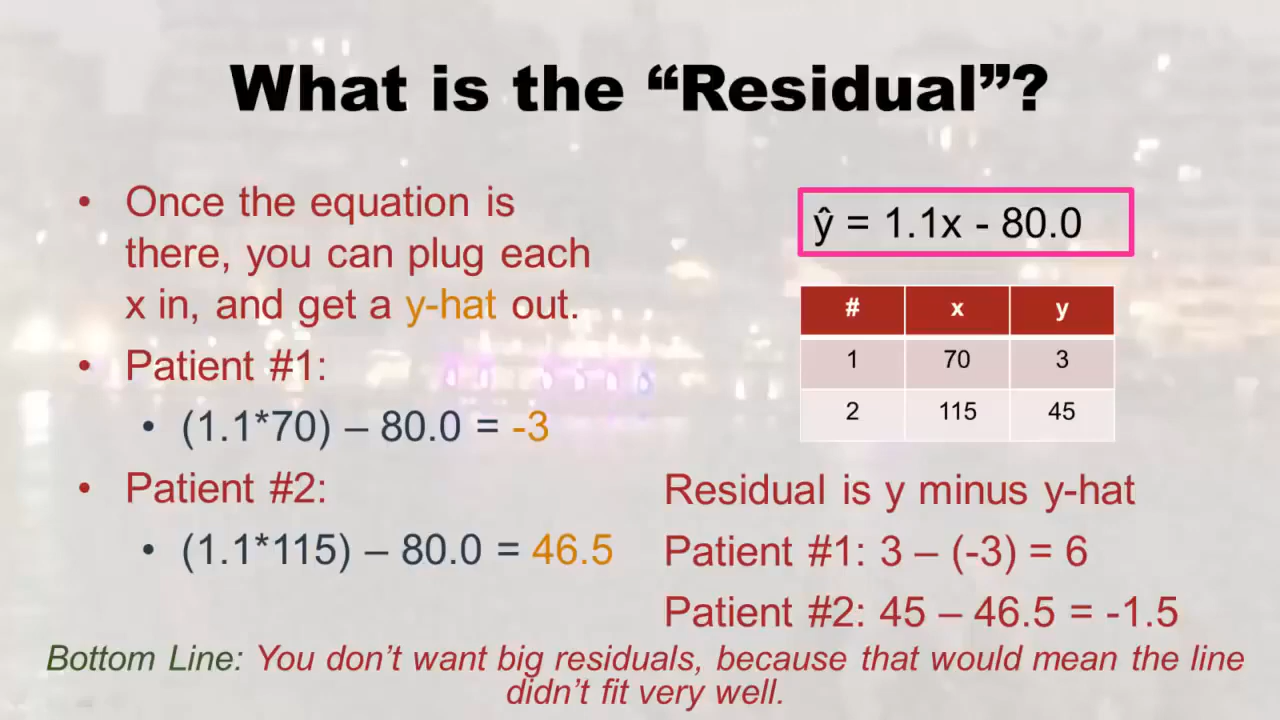 What is the “Residual”?
• Once the equation is
there, you can plug each
x in, and get a y-hat out.
• Patient #1:
• (1.1*70) – 80.0 = -3
• Patient #2:
• (1.1*115) – 80.0 = 46.5
ŷ = 1.1x - 80.0
# x y
1 70 3
2 115 45
Residual is y minus y-hat
Patient #1: 3 – (-3) = 6
Patient #2: 45 – 46.5 = -1.5
Bottom Line: You don’t want big residuals, because that would mean the line
didn’t fit very well.